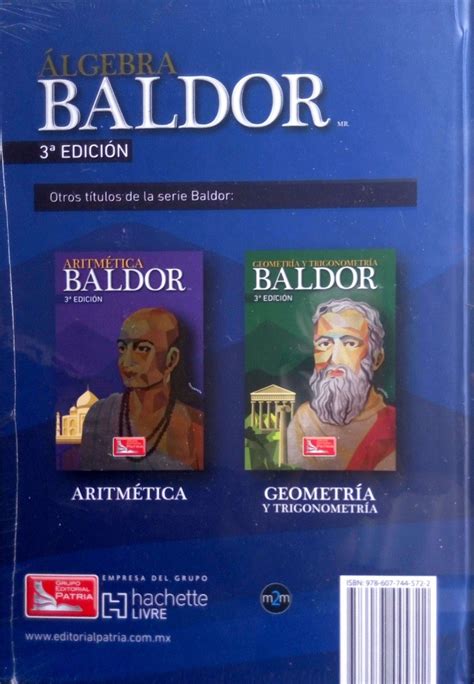 ÁLGEBRA
BALDOR MR.
3ª EDICIÓN
Otros títulos de la serie Baldor:
ARITMÉTICA
BALDOR
3ª EDICIÓN
GEOMETRÍA Y TRIGONOMETRÍA
BALDOR
3ª EDICIÓN
ARITMÉTICA
GEOMETRÍA
Y TRIGONOMETRÍA
GRUPO
EDITORIAL
PATRIA
EMPRESA DEL GRUPO
hachette
LIVRE
m2m
www.editorialpatria.com.mx
ISBN: 978-607-744-572-2